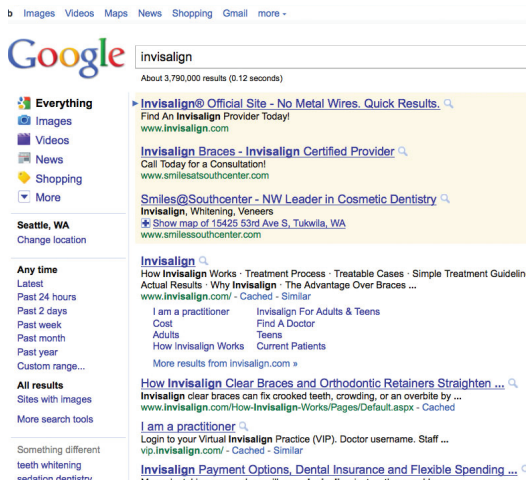 b Images Videos Maps News Shopping Gmail more
Google
invisalign
About 3,790,000 results (0.12 seconds)
Everything
Images
Videos
News
Shopping
More
Seattle, WA
Change location
Any time
Latest
Past 24 hours
Past 2 days
Past week
Past month
Past year
Custom range...
All results
Sites with images
More search tools
Something different
teeth whitening
sedation dentistry
Invisalign® Official Site - No Metal Wires. Quick Results.
Find An Invisalign Provider Today!
www.invisalign.com
Invisalign Braces - Invisalign Certified Provider
Call Today for a Consultation!
www.smilesatsouthcenter.com
Smiles@Southcenter - NW Leader in Cosmetic Dentistry
Invisalign, Whitening, Veneers
Show map of 15425 53rd Ave S, Tukwila, WA
www.smilessouthcenter.com
Invisalign
How Invisalign Works · Treatment Process · Treatable Cases · Simple Treatment Guidelin
Actual Results · Why Invisalign · The Advantage Over Braces ...
www.invisalign.com/ - Cached - Similar
I am a practitioner Invisalign For Adults & Teens
Cost Find A Doctor
Adults Teens
How Invisalign Works Current Patients
More results from invisalign.com »
How Invisalign Clear Braces and Orthodontic Retainers Straighten ...
Invisalign clear braces can fix crooked teeth, crowding, or an overbite by ...
www.invisalign.com/How-Invisalign-Works/Pages/Default.aspx - Cached
I am a practitioner
Login to your Virtual Invisalign Practice (VIP). Doctor username. Staff ...
vip.invisalign.com/ - Cached - Similar
Invisalign Payment Options, Dental Insurance and Flexible Spending ...